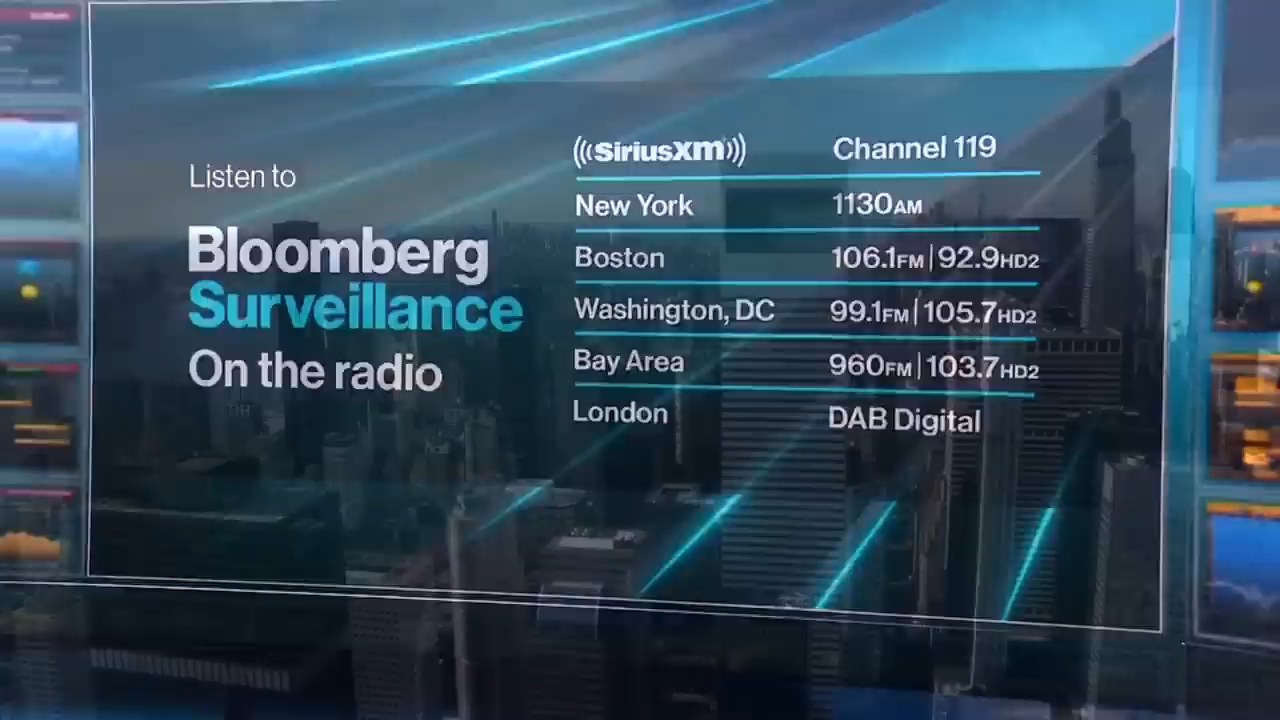 Listen to
Bloomberg
Surveillance
On the radio
SiriusXM Channel 119
New York 1130AM
Boston 106.1FM | 92.9HD2
Washington, DC 99.1FM | 105.7HD2
Bay Area 960FM | 103.7HD2
London DAB Digital